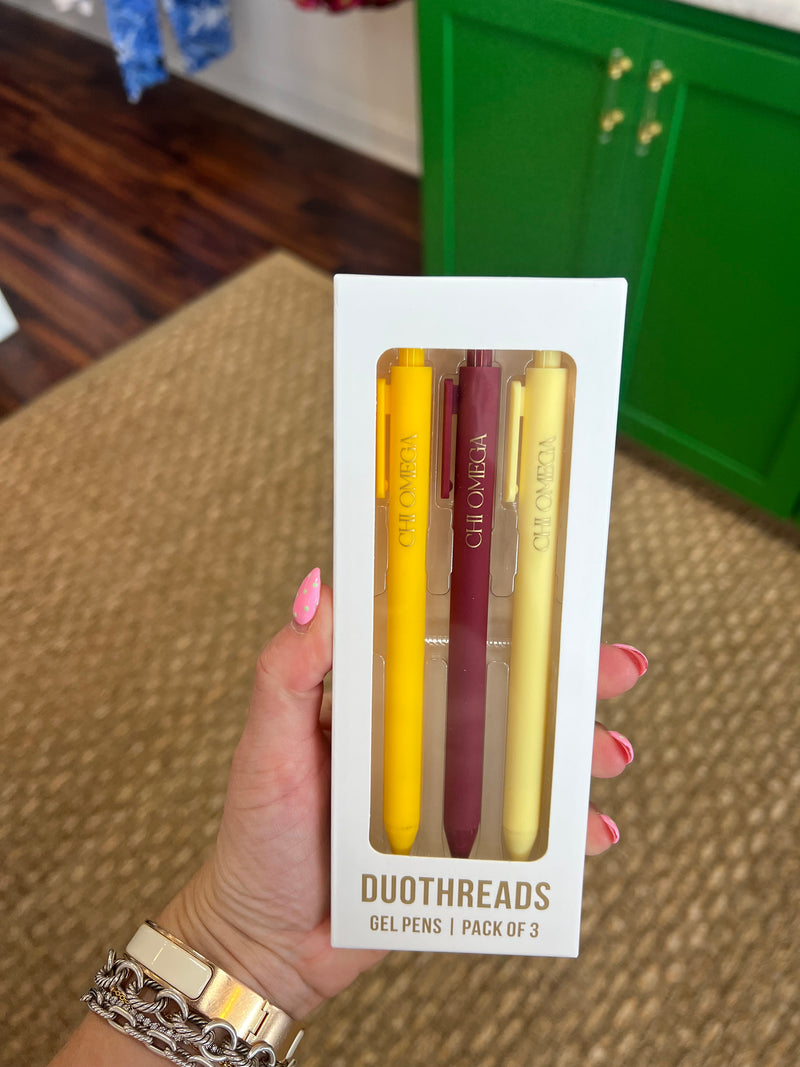 CHI OMEGA
CHI OMEGA
CHI OMEGA
DUOTHREADS
GEL PENS | PACK OF 3